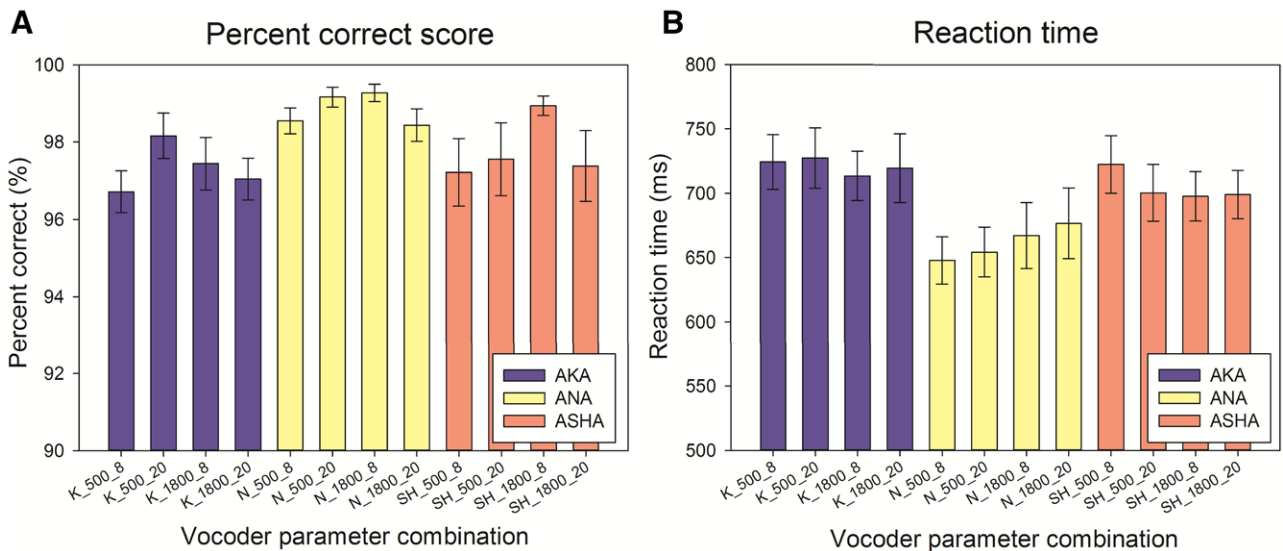 A
Percent correct score
Percent correct (%)
100
98
96
94
92
90
AKA
ANA
ASHA
K_500_8
K_500_20
K_1800_8
K_1800_20
N_500_8
N_500_20
N_1800_8
N_1800_20
SH_500_8
SH_500_20
SH_1800_8
SH_1800_20
Vocoder parameter combination
B
Reaction time
Reaction time (ms)
800
750
700
650
600
550
500
AKA
ANA
ASHA
K_500_8
K_500_20
K_1800_8
K_1800_20
N_500_8
N_500_20
N_1800_8
N_1800_20
SH_500_8
SH_500_20
SH_1800_8
SH_1800_20
Vocoder parameter combination